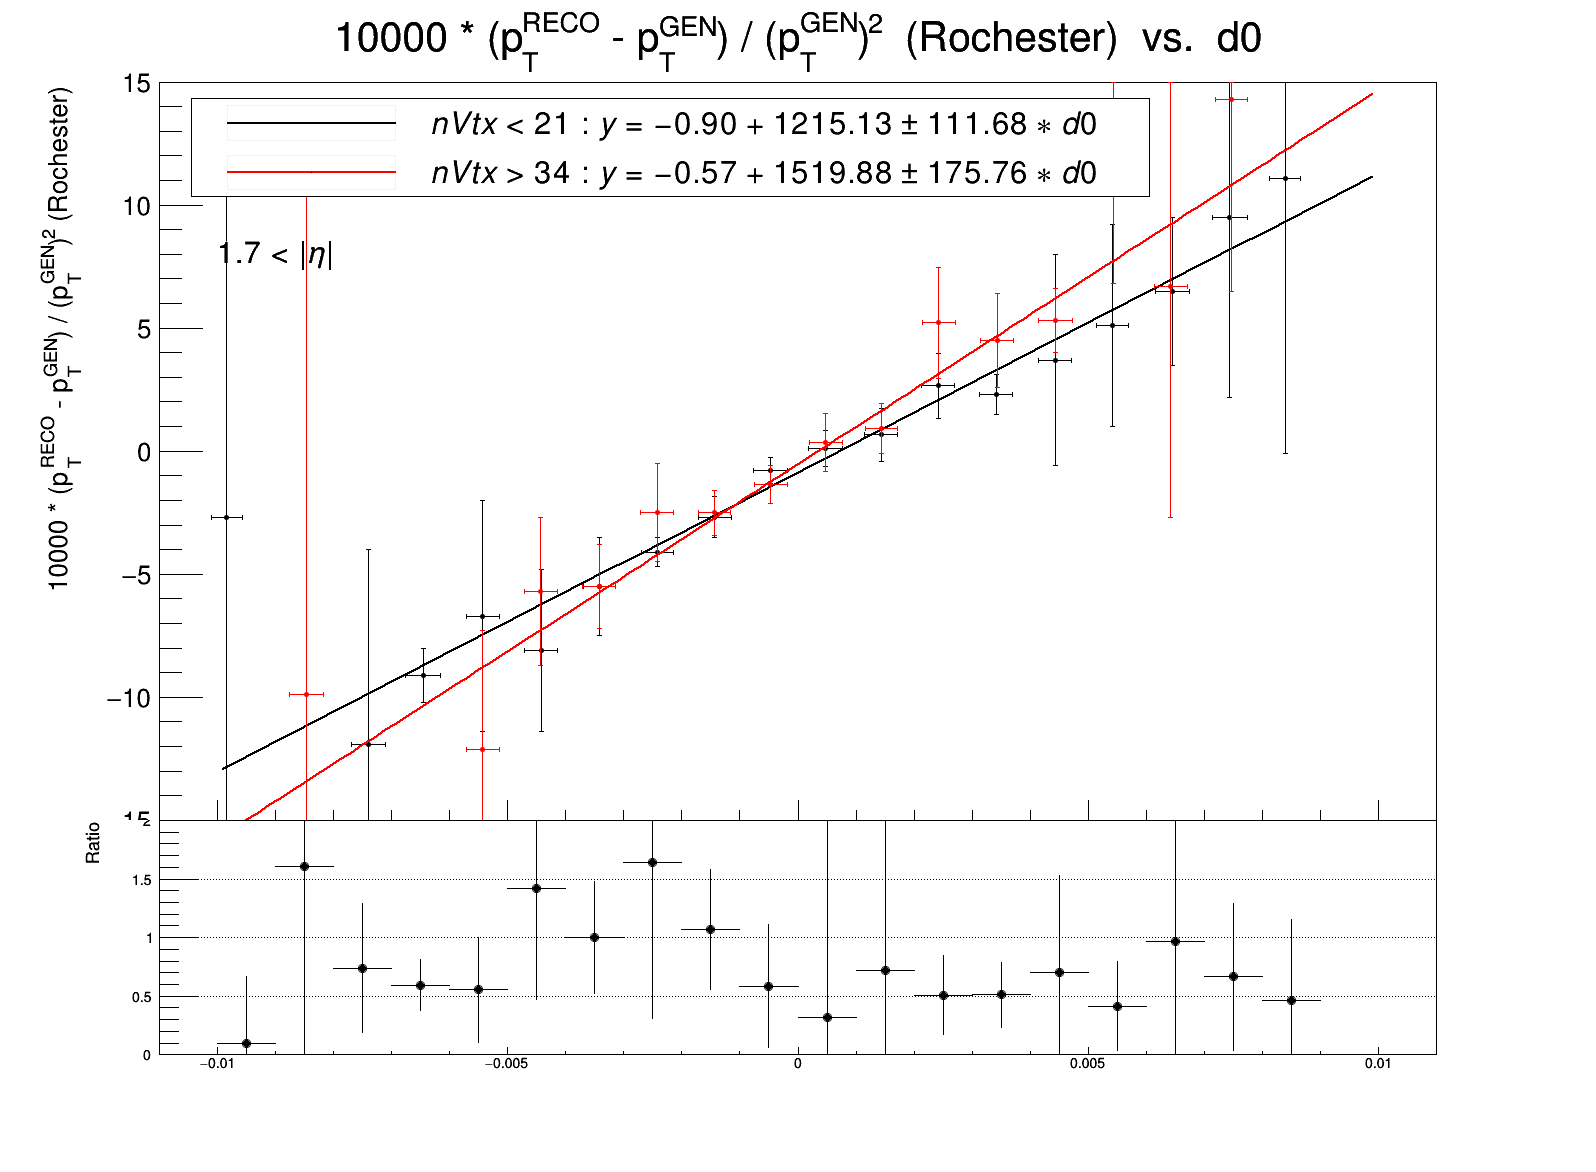 10000 * (p_T^RECO - p_T^GEN) / (p_T^GEN)^2 (Rochester) vs. d0
10000 * (p_T^RECO - p_T^GEN) / (p_T^GEN)^2 (Rochester)
nVtx < 21 : y = −0.90 + 1215.13 ± 111.68 * d0
nVtx > 34 : y = −0.57 + 1519.88 ± 175.76 * d0
1.7 < |η|
15
10
5
0
−5
−10
15
Ratio
2
1.5
1
0.5
0
−0.01
−0.005
0
0.005
0.01